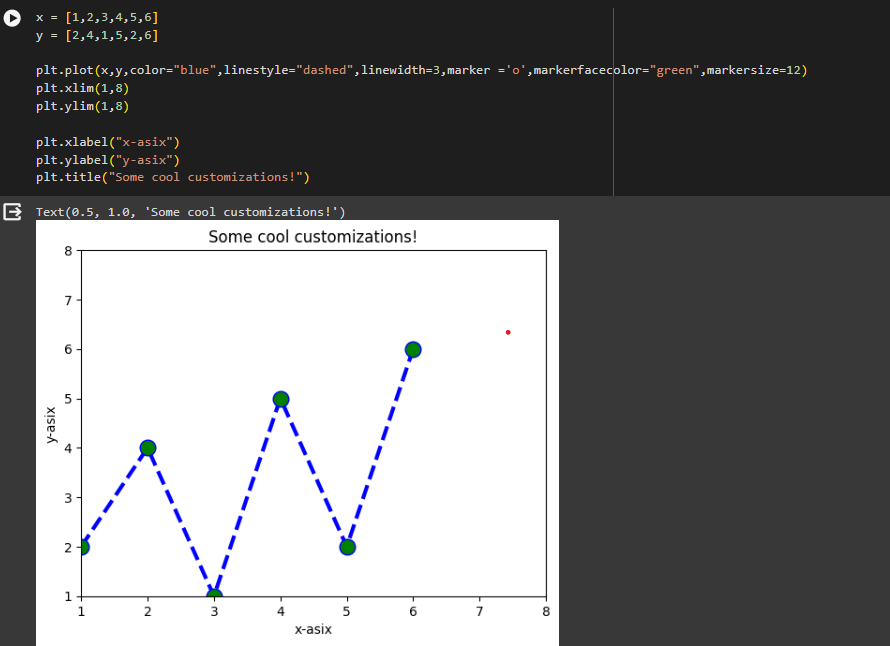 x = [1,2,3,4,5,6]
y = [2,4,1,5,2,6]
plt.plot(x,y,color="blue",linestyle="dashed",linewidth=3,marker ='o',markerfacecolor="green",markersize=12)
plt.xlim(1,8)
plt.ylim(1,8)
plt.xlabel("x-asix")
plt.ylabel("y-asix")
plt.title("Some cool customizations!")
Text(0.5, 1.0, 'Some cool customizations!')
Some cool customizations!
8
7
6
5
4
3
2
1
y-asix
1 2 3 4 5 6 7 8
x-asix